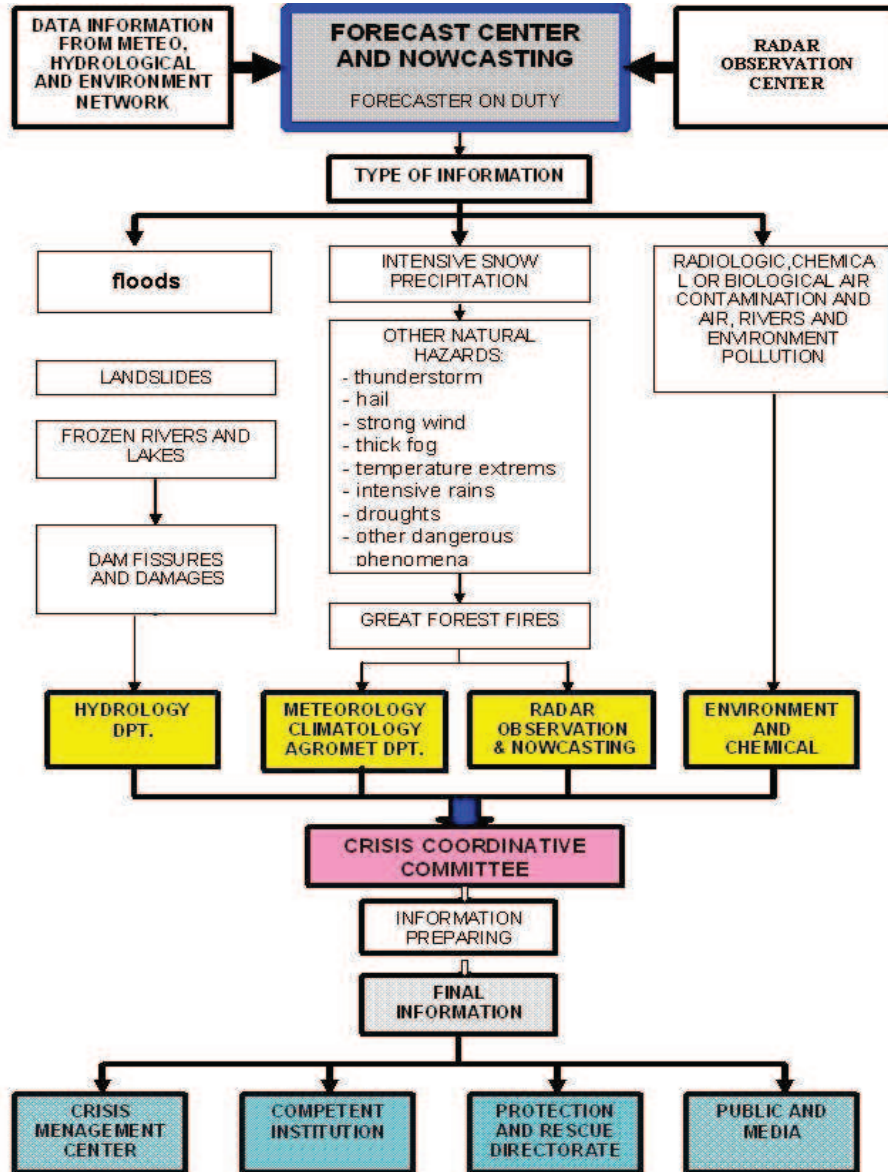 DATA INFORMATION
FROM METEO,
HYDROLOGICAL
AND ENVIRONMENT
NETWORK
FORECAST CENTER
AND NOWCASTING
FORECASTER ON DUTY
RADAR
OBSERVATION
CENTER
TYPE OF INFORMATION
floods
LANDSLIDES
FROZEN RIVERS AND
LAKES
DAM FISSURES
AND DAMAGES
INTENSIVE SNOW
PRECIPITATION
OTHER NATURAL
HAZARDS:
- thunderstorm
- hail
- strong wind
- thick fog
- temperature extrems
- intensive rains
- droughts
- other dangerous
phenomena
GREAT FOREST FIRES
RADIOLOGIC,CHEMICA
L OR BIOLOGICAL AIR
CONTAMINATION AND
AIR, RIVERS AND
ENVIRONMENT
POLLUTION
HYDROLOGY
DPT.
METEOROLOGY
CLIMATOLOGY
AGROMET DPT.
RADAR
OBSERVATION
& NOWCASTING
ENVIRONMENT
AND
CHEMICAL
CRISIS COORDINATIVE
COMMITTEE
INFORMATION
PREPARING
FINAL
INFORMATION
CRISIS
MENAGEMENT
CENTER
COMPETENT
INSTITUTION
PROTECTION
AND RESCUE
DIRECTORATE
PUBLIC AND
MEDIA